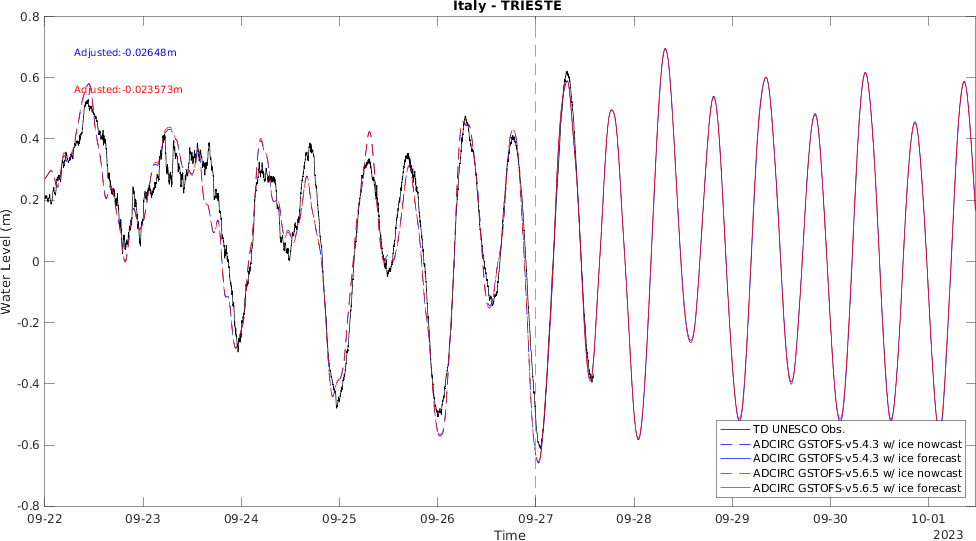 Italy - TRIESTE
Adjusted:-0.02648m
Adjusted:-0.023573m
Water Level (m)
0.8
0.6
0.4
0.2
0
-0.2
-0.4
-0.6
-0.8
TD UNESCO Obs.
ADCIRC GSTOFS-v5.4.3 w/ ice nowcast
ADCIRC GSTOFS-v5.4.3 w/ ice forecast
ADCIRC GSTOFS-v5.6.5 w/ ice nowcast
ADCIRC GSTOFS-v5.6.5 w/ ice forecast
09-22 09-23 09-24 09-25 09-26 09-27 09-28 09-29 09-30 10-01
Time
2023